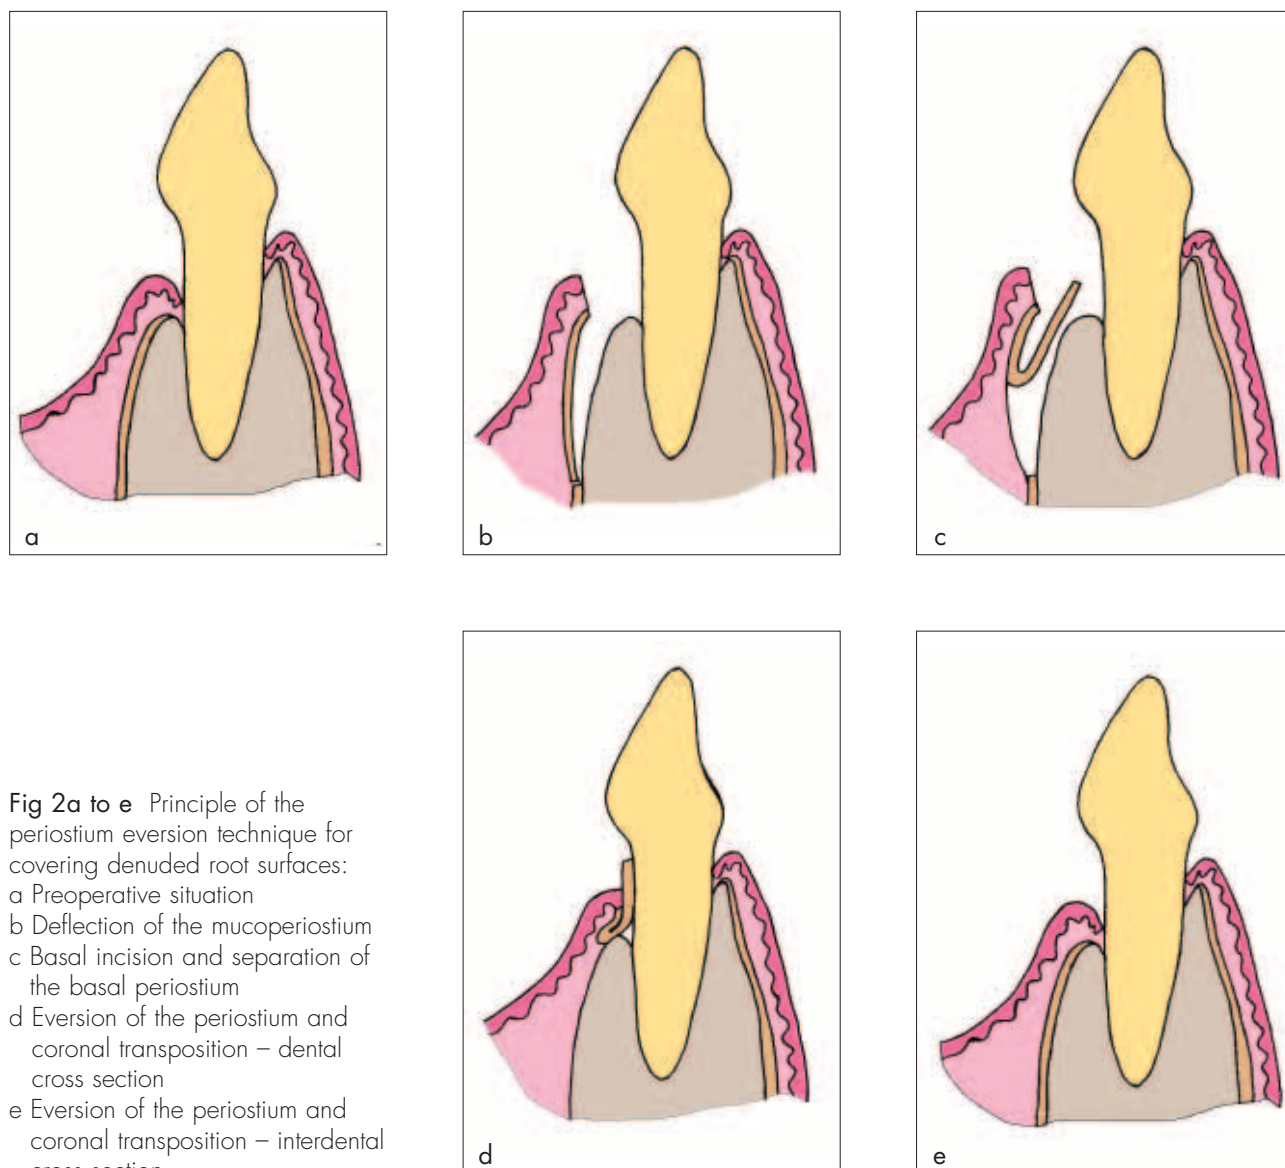 a
b
c
Fig 2a to e Principle of the
periostium eversion technique for
covering denuded root surfaces:
a Preoperative situation
b Deflection of the mucoperiostium
c Basal incision and separation of
the basal periostium
d Eversion of the periostium and
coronal transposition – dental
cross section
e Eversion of the periostium and
coronal transposition – interdental
cross section
d
e